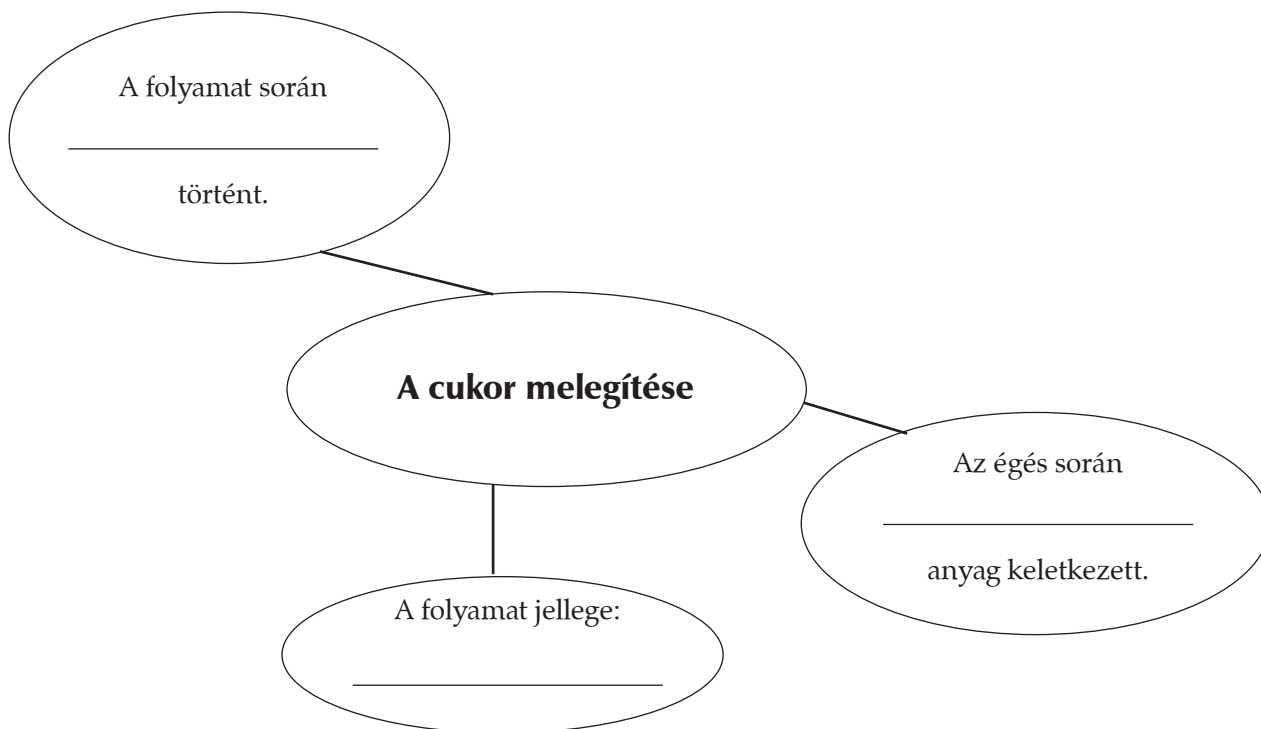 A folyamat során
történt.
A cukor melegítése
Az égés során
anyag keletkezett.
A folyamat jellege: